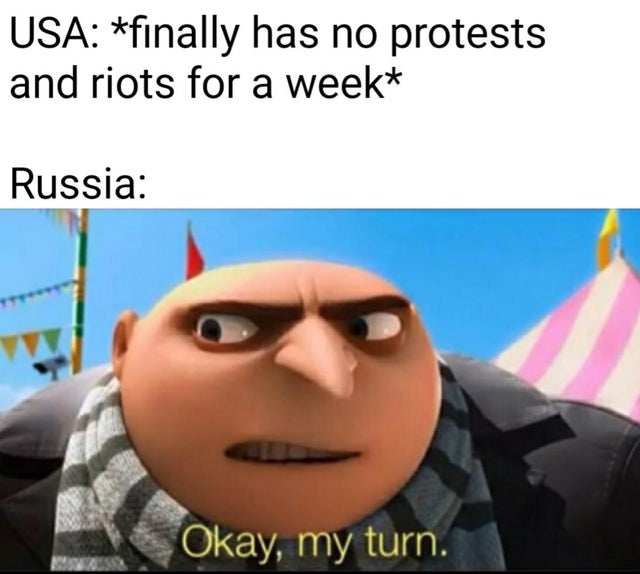 USA: *finally has no protests
and riots for a week*
Russia:
Okay, my turn.